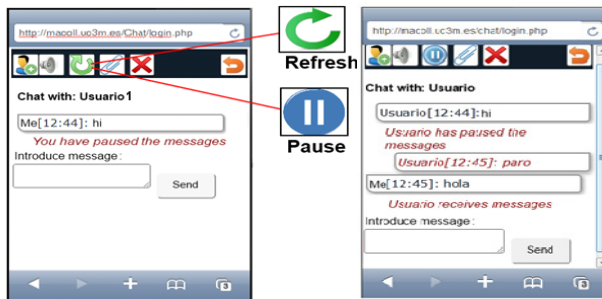 http://macoll.uc3m.es/Chat/login.php
Chat with: Usuario1
Me[12:44]: hi
You have paused the messages
Introduce message:
Send
3
Refresh
Pause
http://macoll.uc3m.es/chat/login.php
Chat with: Usuario
Usuario[12:44]:hi
Usuario has paused the
messages
Usuario[12:45]: paro
Me[12:45]: hola
Usuario receives messages
Introduce message:
Send
3